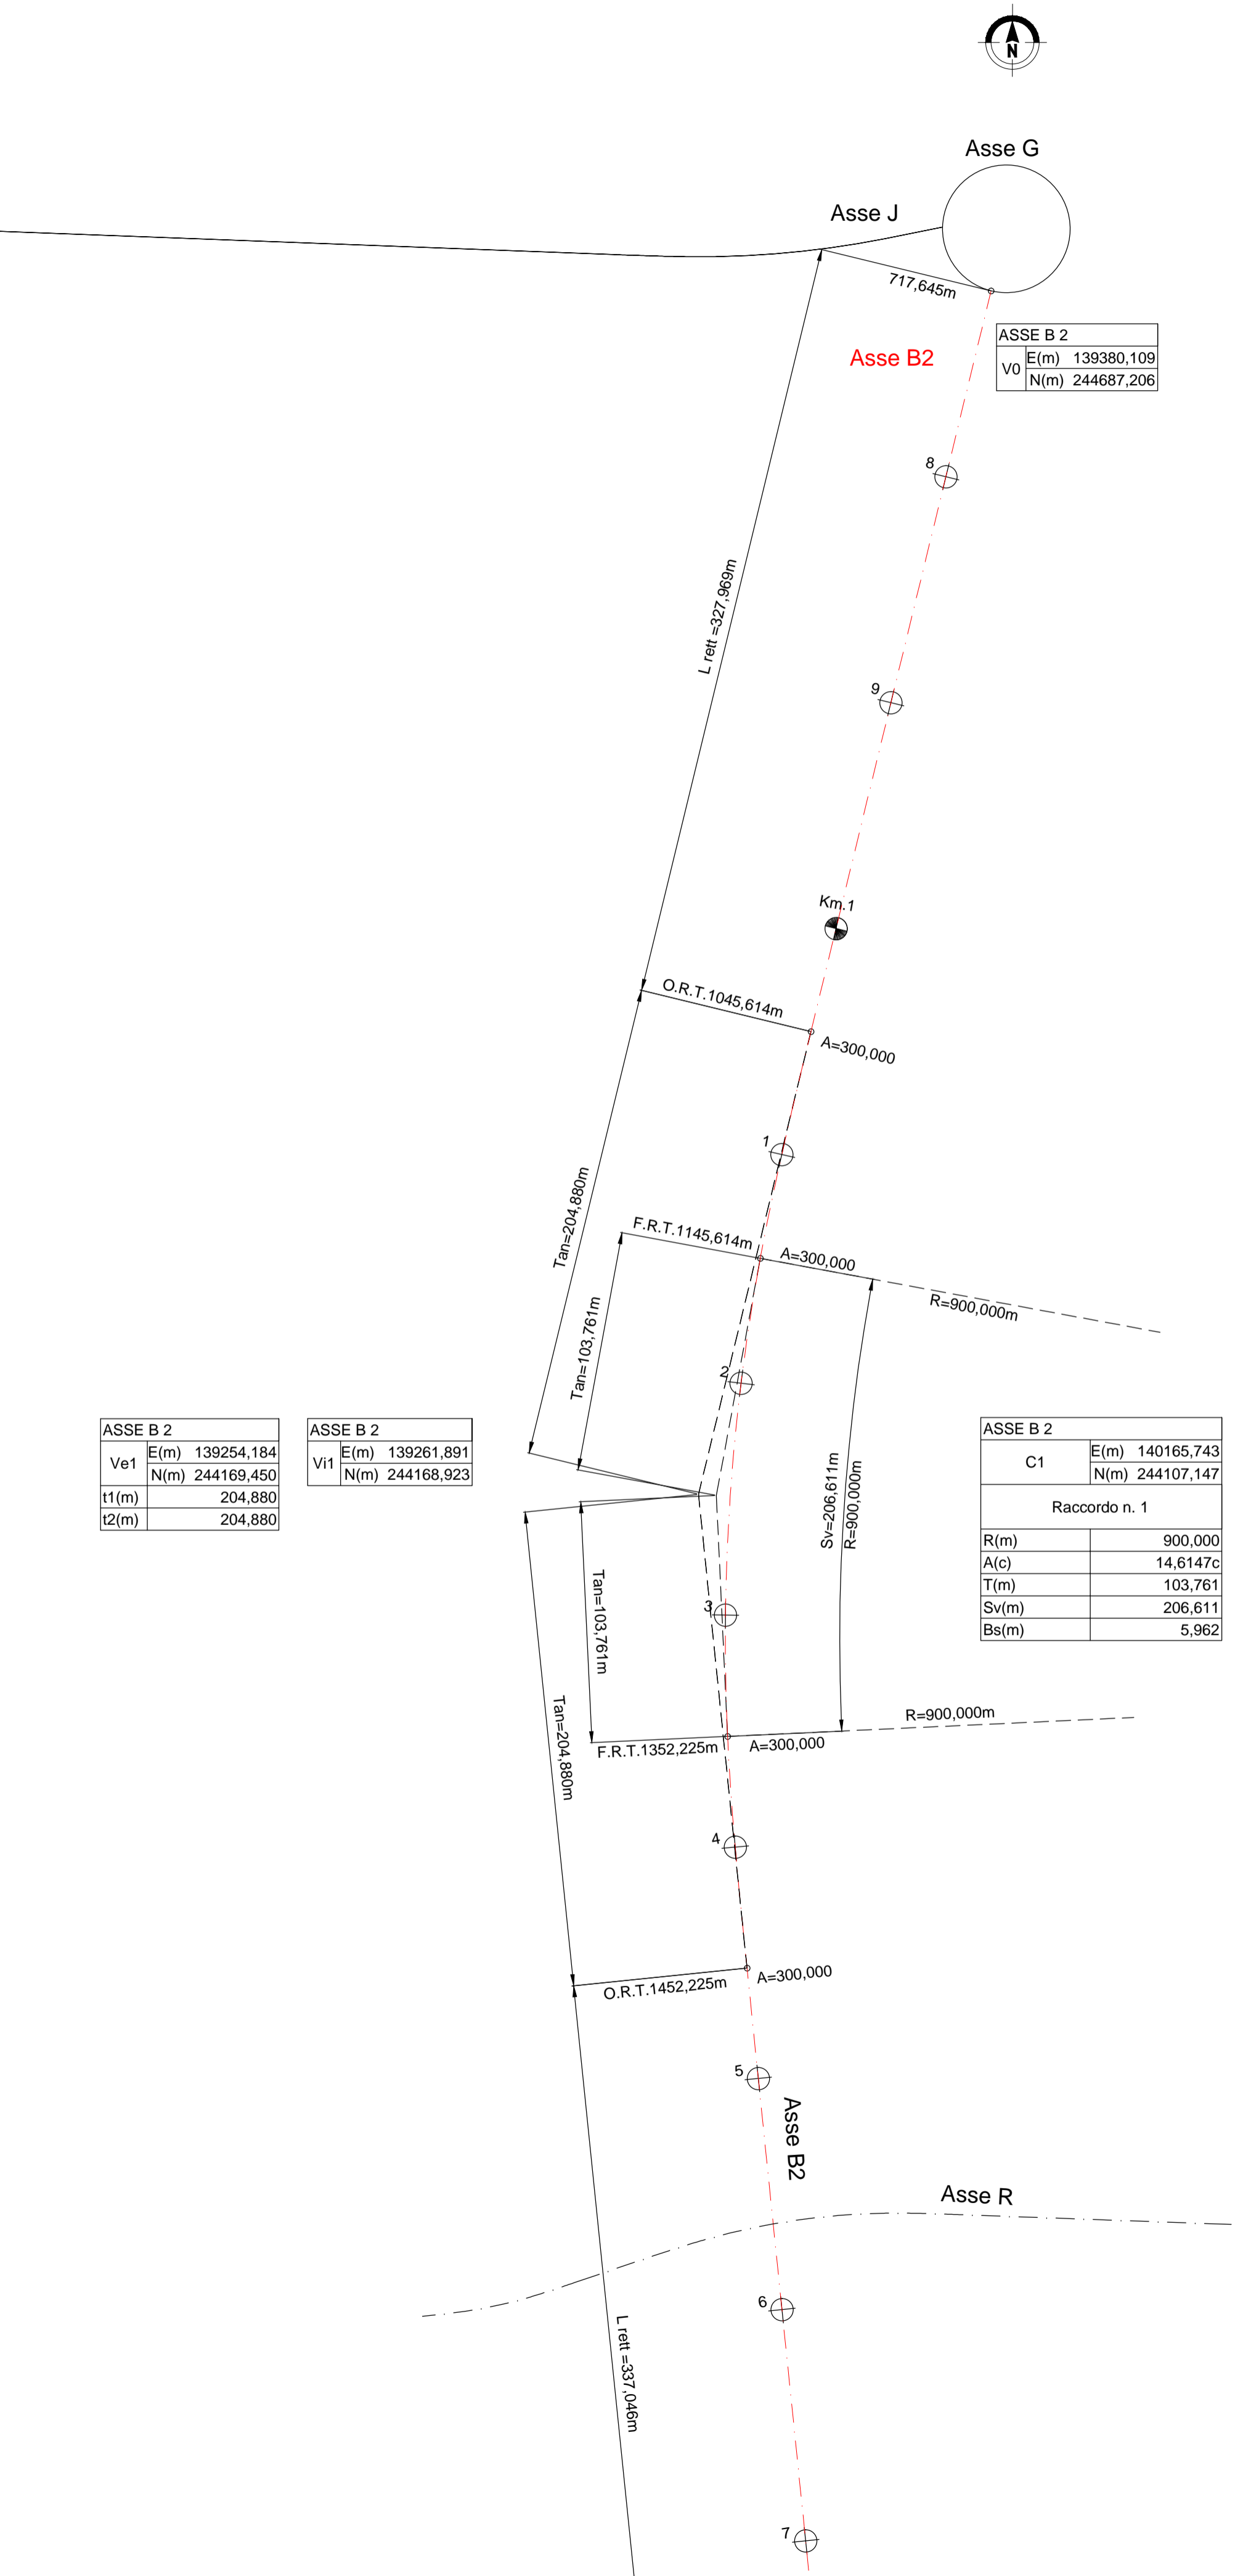 N
Asse G
Asse J
717,645m
Asse B2
ASSE B 2
V0 E(m) 139380,109
N(m) 244687,206
8
L rett =327,969m
9
Km.1
O.R.T.1045,614m
A=300,000
1
Tan=204,880m
F.R.T.1145,614m
A=300,000
R=900,000m
Tan=103,761m
2
ASSE B 2
Ve1 E(m) 139254,184
N(m) 244169,450
t1(m) 204,880
t2(m) 204,880
ASSE B 2
Vi1 E(m) 139261,891
N(m) 244168,923
Sv=206,611m
R=900,000m
ASSE B 2
C1 E(m) 140165,743
N(m) 244107,147
Raccordo n. 1
R(m) 900,000
A(c) 14,6147c
T(m) 103,761
Sv(m) 206,611
Bs(m) 5,962
3
Tan=103,761m
Tan=204,880m
R=900,000m
F.R.T.1352,225m
A=300,000
4
O.R.T.1452,225m
A=300,000
5
Asse B2
Asse R
6
L rett =337,046m
7